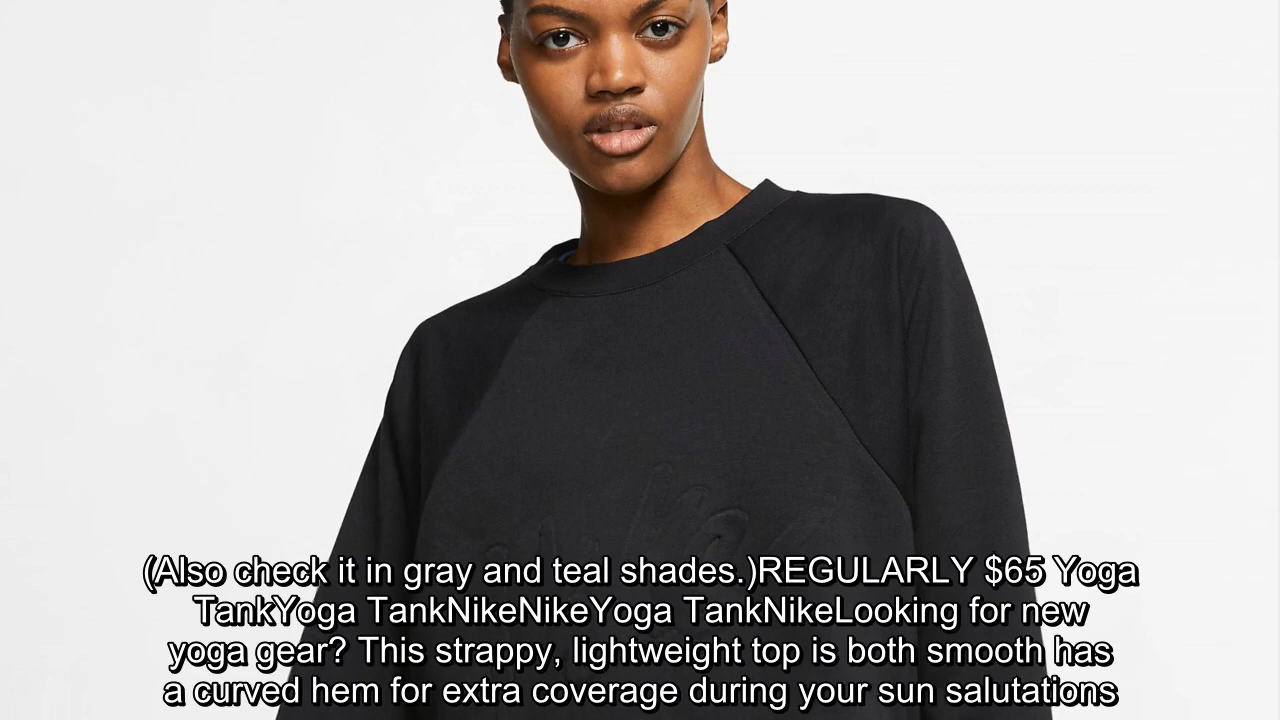 (Also check it in gray and teal shades.)REGULARLY $65 Yoga
TankYoga TankNikeNikeYoga TankNikeLooking for new
yoga gear? This strappy, lightweight top is both smooth has
a curved hem for extra coverage during your sun salutations